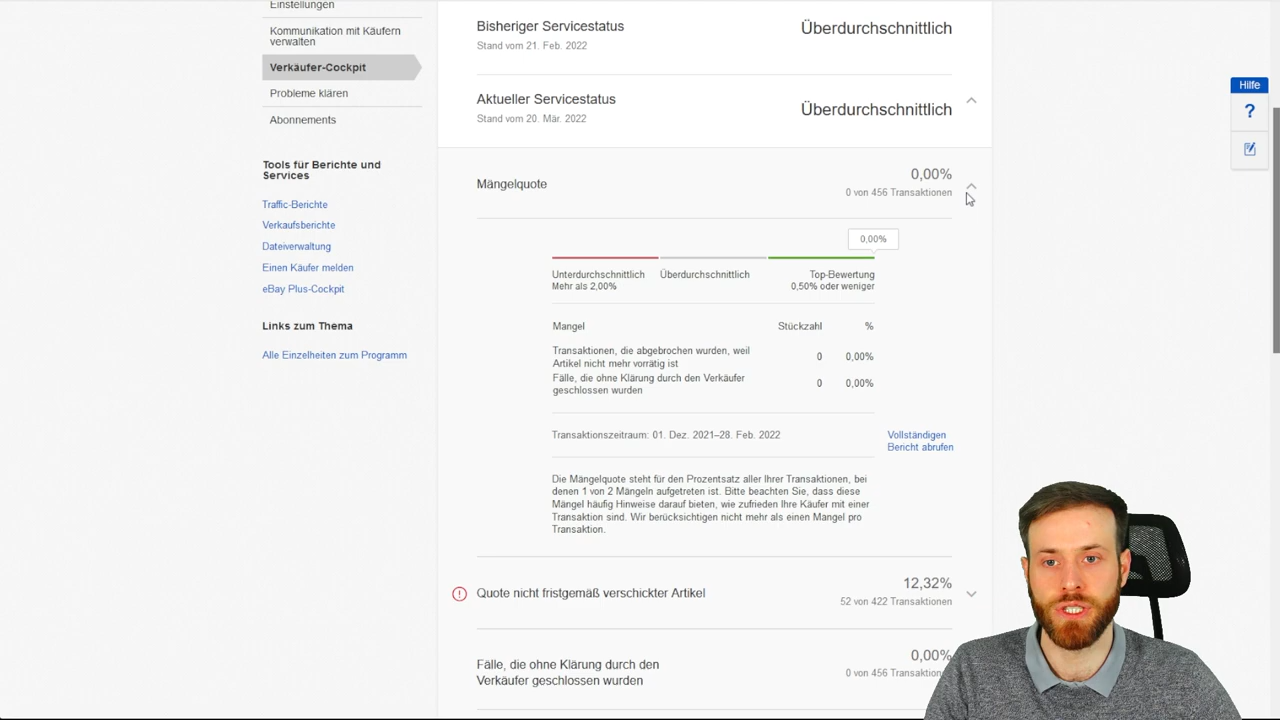 Einstellungen
Kommunikation mit Käufern
verwalten
Verkäufer-Cockpit
Probleme klären
Abonnements
Tools für Berichte und
Services
Traffic-Berichte
Verkaufsberichte
Dateiverwaltung
Einen Käufer melden
eBay Plus-Cockpit
Links zum Thema
Alle Einzelheiten zum Programm
Bisheriger Servicestatus
Stand vom 21. Feb. 2022
Überdurchschnittlich
Aktueller Servicestatus
Stand vom 20. Mär. 2022
Überdurchschnittlich
Mängelquote
0,00%
0 von 456 Transaktionen
0,00%
Unterdurchschnittlich
Mehr als 2,00%
Überdurchschnittlich
Top-Bewertung
0,50% oder weniger
Mangel Stückzahl %
Transaktionen, die abgebrochen wurden, weil
Artikel nicht mehr vorrätig ist
0 0,00%
Fälle, die ohne Klärung durch den Verkäufer
geschlossen wurden
0 0,00%
Transaktionszeitraum: 01. Dez. 2021–28. Feb. 2022
Vollständigen
Bericht abrufen
Die Mängelquote steht für den Prozentsatz aller Ihrer Transaktionen, bei
denen 1 von 2 Mängeln aufgetreten ist. Bitte beachten Sie, dass diese
Mängel häufig Hinweise darauf bieten, wie zufrieden Ihre Käufer mit einer
Transaktion sind. Wir berücksichtigen nicht mehr als einen Mangel pro
Transaktion.
Quote nicht fristgemäß verschickter Artikel
12,32%
52 von 422 Transaktionen
Fälle, die ohne Klärung durch den
Verkäufer geschlossen wurden
0,00%
0 von 456 Transaktion
Hilfe
?